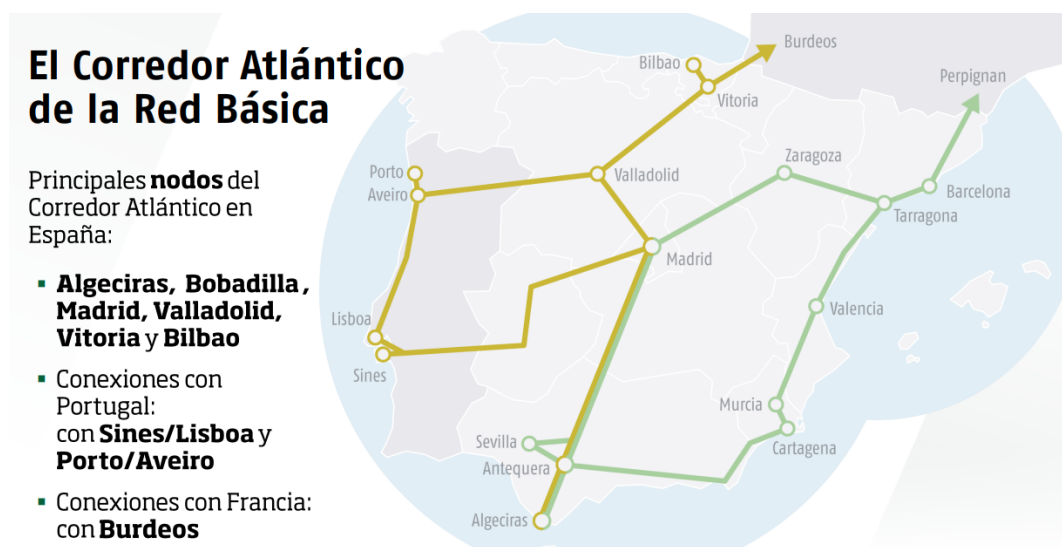 El Corredor Atlántico
de la Red Básica
Principales nodos del
Corredor Atlántico en
España:
▪ Algeciras, Bobadilla,
Madrid, Valladolid,
Vitoria y Bilbao
▪ Conexiones con
Portugal:
con Sines/Lisboa y
Porto/Aveiro
▪ Conexiones con Francia:
con Burdeos
Burdeos
Bilbao
Vitoria
Perpignan
Porto
Aveiro
Valladolid
Zaragoza
Barcelona
Tarragona
Madrid
Lisboa
Sines
Valencia
Murcia
Cartagena
Sevilla
Antequera
Algeciras